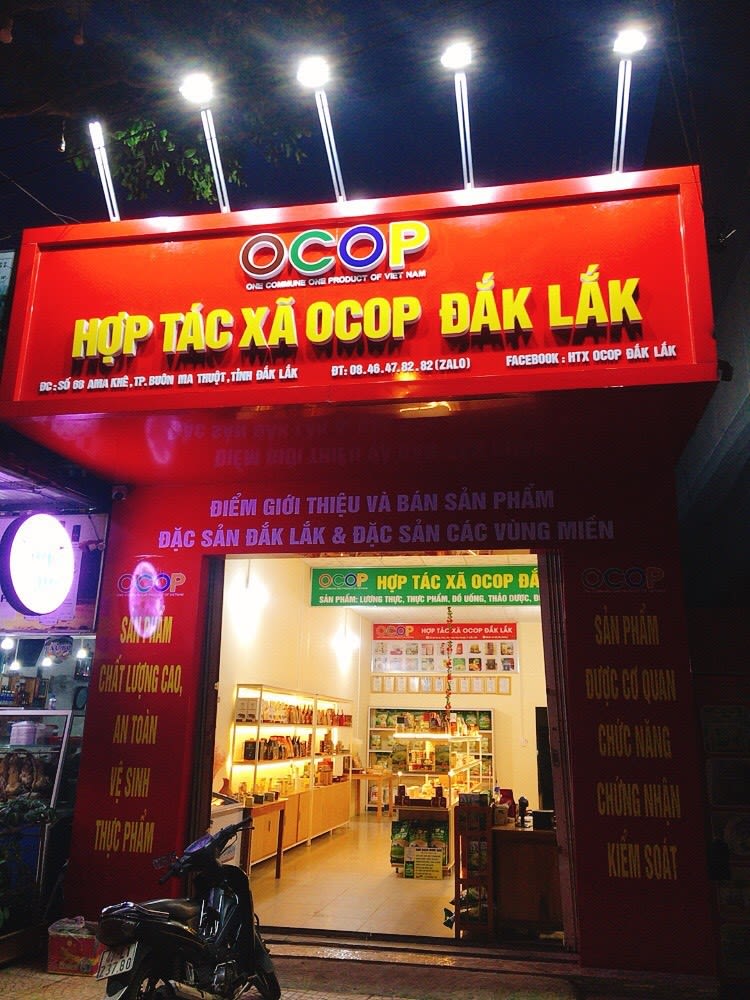 OCOP
ONE COMMUNE ONE PRODUCT OF VIET NAM
HỢP TÁC XÃ OCOP ĐẮK LẮK
ĐC: SỐ 68 AMA KHÊ, TP. BUÔN MA THUỘT, TỈNH ĐẮK LẮK
ĐT: 08.46.47.82.82 (ZALO)
FACEBOOK : HTX OCOP ĐẮK LẮK
ĐIỂM GIỚI THIỆU VÀ BÁN SẢN PHẨM
ĐẶC SẢN ĐẮK LẮK & ĐẶC SẢN CÁC VÙNG MIỀN
OCOP
SẢN PHẨM
CHẤT LƯỢNG CAO,
AN TOÀN
VỆ SINH
THỰC PHẨM
OCOP HỢP TÁC XÃ OCOP ĐẮ
SẢN PHẨM: LƯƠNG THỰC, THỰC PHẨM, ĐỒ UỐNG, THẢO DƯỢC,
OCOP HỢP TÁC XÃ OCOP ĐẮK LẮK
OCOP
SẢN PHẨM
ĐƯỢC CƠ QUAN
CHỨC NĂNG
CHỨNG NHẬN
KIỂM SOÁT
237.80